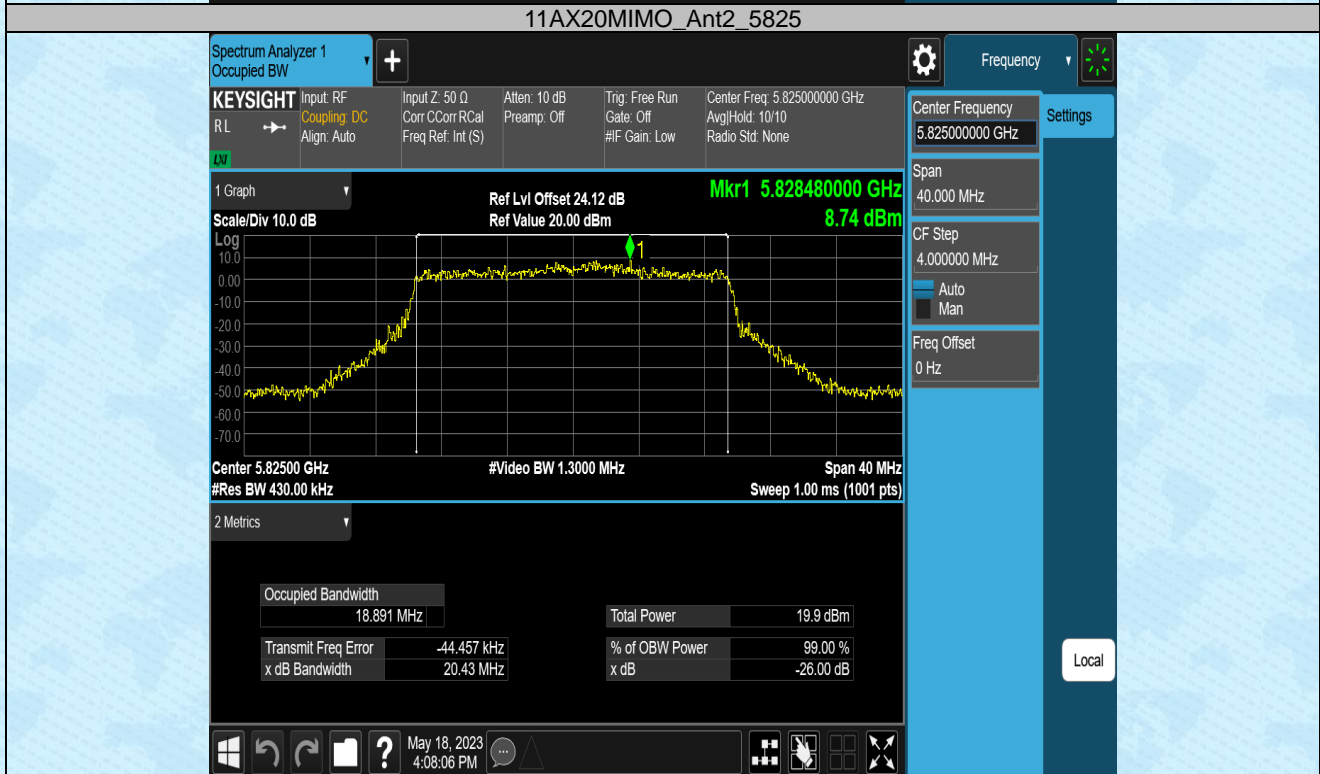 11AX20MIMO_Ant2_5825
Spectrum Analyzer 1
Occupied BW
+
Frequency
KEYSIGHT
RL
LXI
Input: RF
Coupling: DC
Align: Auto
Input Z: 50 Ω
Corr CCorr RCal
Freq Ref: Int (S)
Atten: 10 dB
Preamp: Off
Trig: Free Run
Gate: Off
#IF Gain: Low
Center Freq: 5.825000000 GHz
Avg|Hold: 10/10
Radio Std: None
Center Frequency
5.825000000 GHz
Settings
Span
40.000 MHz
CF Step
4.000000 MHz
Auto
Man
Freq Offset
0 Hz
Local
1 Graph
Ref Lvl Offset 24.12 dB
Mkr1 5.828480000 GHz
Scale/Div 10.0 dB
Ref Value 20.00 dBm
8.74 dBm
Log
1
10.0
0.00
-10.0
-20.0
-30.0
-40.0
-50.0
-60.0
-70.0
Center 5.82500 GHz
#Video BW 1.3000 MHz
Span 40 MHz
#Res BW 430.00 kHz
Sweep 1.00 ms (1001 pts)
2 Metrics
Occupied Bandwidth
18.891 MHz
Total Power 19.9 dBm
Transmit Freq Error -44.457 kHz
% of OBW Power 99.00 %
x dB Bandwidth 20.43 MHz
x dB -26.00 dB
?
May 18, 2023
4:08:06 PM